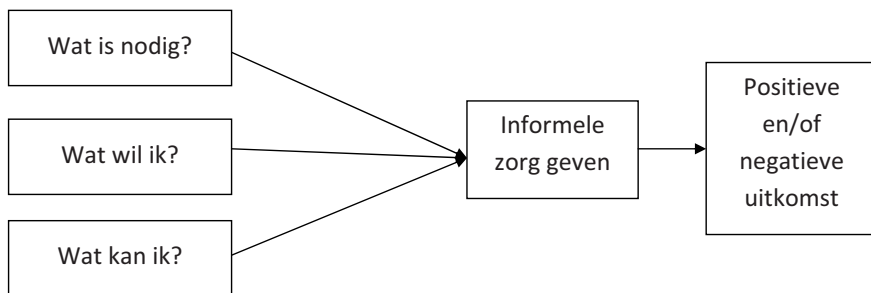 Wat is nodig?
Wat wil ik?
Wat kan ik?
Informele
zorg geven
Positieve
en/of
negatieve
uitkomst